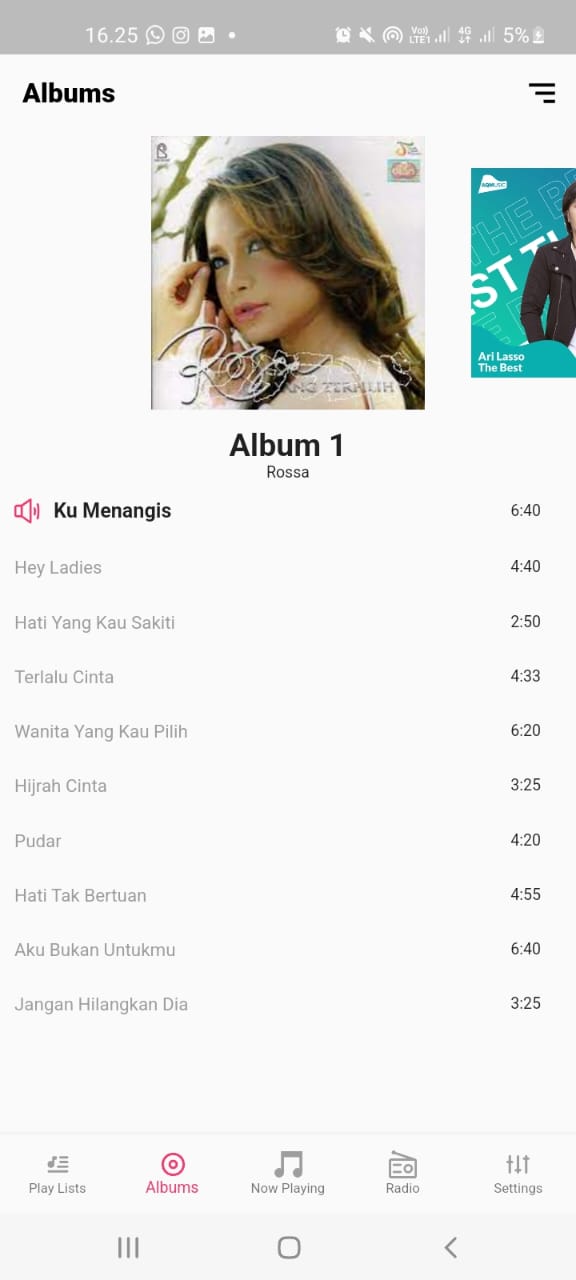 16.25
Vo)) LTE1
4G
5%
Albums
YANG TERPILIH
AQMUSIC
Ari Lasso
The Best
Album 1
Rossa
Ku Menangis 6:40
Hey Ladies 4:40
Hati Yang Kau Sakiti 2:50
Terlalu Cinta 4:33
Wanita Yang Kau Pilih 6:20
Hijrah Cinta 3:25
Pudar 4:20
Hati Tak Bertuan 4:55
Aku Bukan Untukmu 6:40
Jangan Hilangkan Dia 3:25
Play Lists
Albums
Now Playing
Radio
Settings